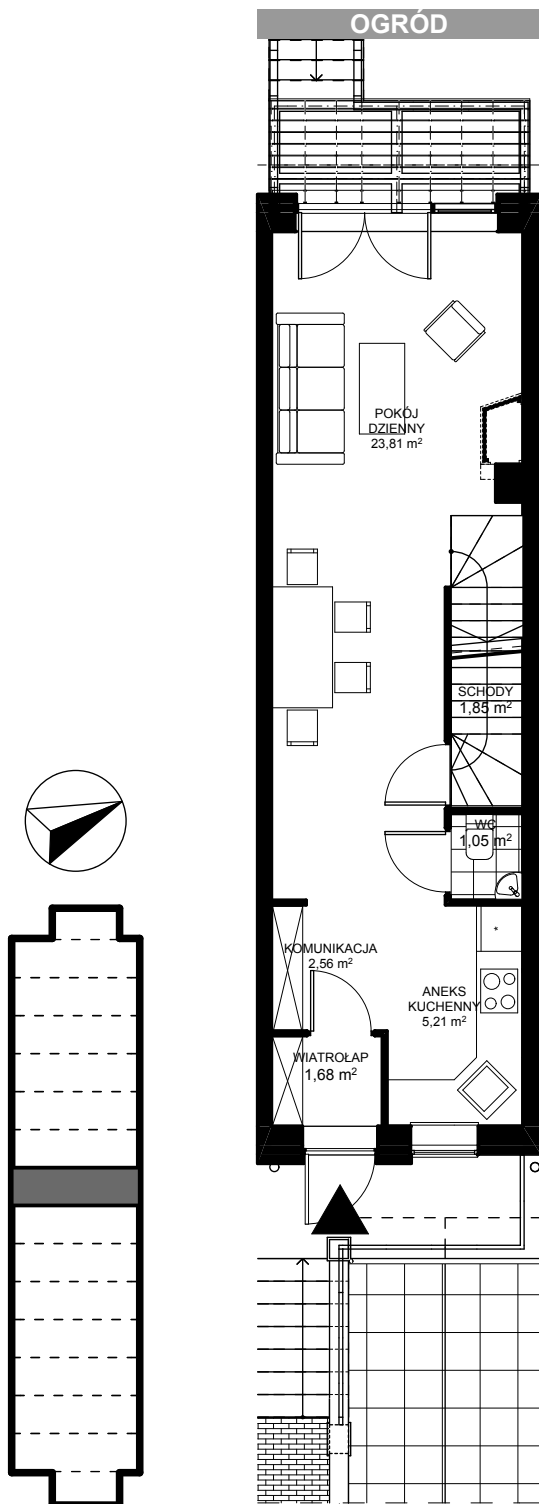 OGRÓD
POKÓJ
DZIENNY
23,81 m²
SCHODY
1,85 m²
WC
1,05 m²
KOMUNIKACJA
2,56 m²
ANEKS
KUCHENNY
5,21 m²
WIATROŁAP
1,68 m²